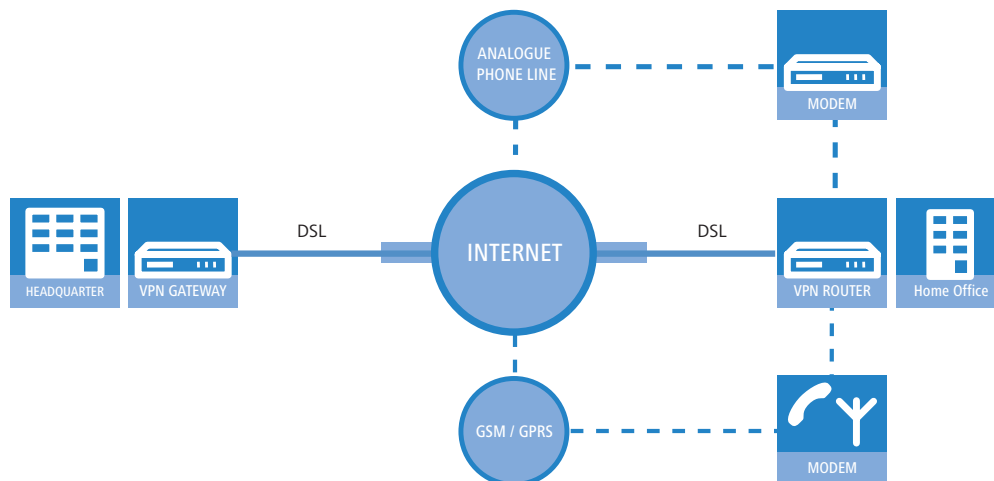 ANALOGUE
PHONE LINE
MODEM
DSL
INTERNET
DSL
HEADQUARTER
VPN GATEWAY
VPN ROUTER
Home Office
GSM / GPRS
MODEM